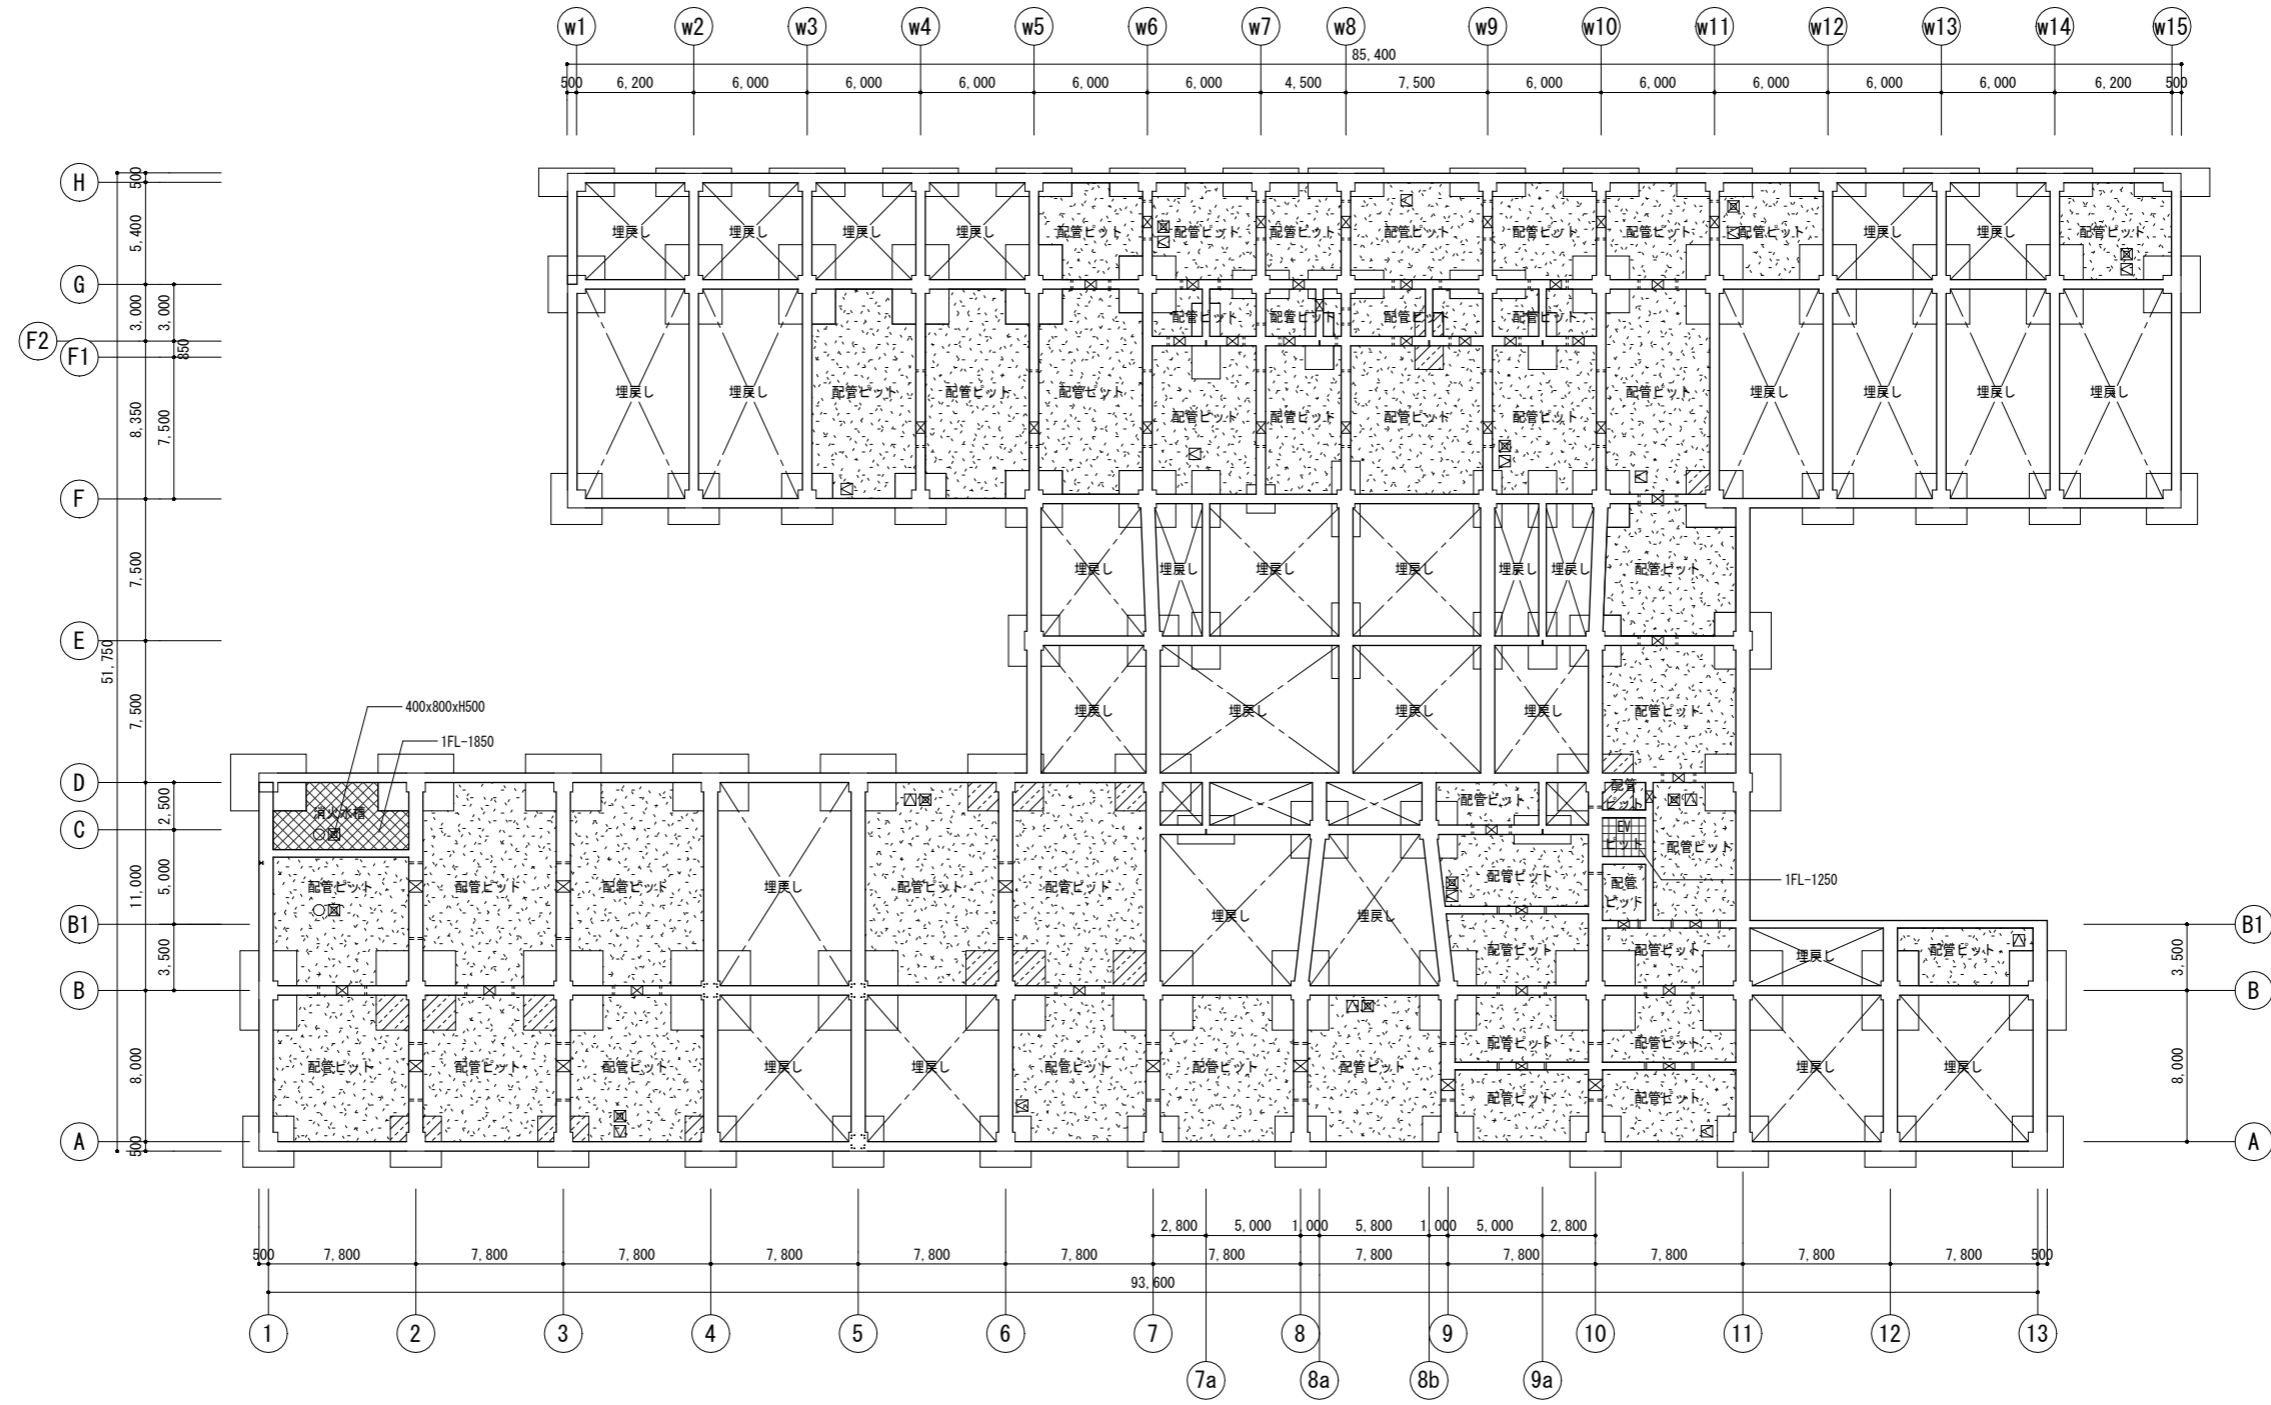 w1 w2 w3 w4 w5 w6 w7 w8 w9 w10 w11 w12 w13 w14 w15
85,400
500 6,200 6,000 6,000 6,000 6,000 6,000 4,500 7,500 6,000 6,000 6,000 6,000 6,000 6,200 500
H
500
埋戻し 埋戻し 埋戻し 埋戻し 配管ピット 配管ピット 配管ピット 配管ピット 配管ピット 配管ピット 配管ピット 埋戻し 埋戻し 配管ピット
5,400
G
3,000 3,000
配管ピット 配管ピット 配管ピット 配管ピット
F2
850
F1
埋戻し 埋戻し 配管ピット 配管ピット 配管ピット 配管ピット 埋戻し 埋戻し 埋戻し 埋戻し
8,350 7,500
配管ピット 配管ピット 配管ピット 配管ピット
F
7,500
埋戻し 埋戻し 埋戻し 埋戻し 埋戻し 埋戻し 配管ピット
E
51,750
7,500
400x800xH500
埋戻し 埋戻し 埋戻し 埋戻し 配管ピット
1FL-1850
D
2,500
配管
ピット
配管ピット
消火水槽
C
EV
ピット
配管ピット
11,000 5,000
配管ピット 配管ピット 配管ピット 埋戻し 配管ピット 配管ピット 配管ピット
配管
ピット
1FL-1250
埋戻し 埋戻し
B1 B1
3,500 3,500
配管ピット 配管ピット 埋戻し 配管ピット
B B
配管ピット 配管ピット
8,000 8,000
配管ピット 配管ピット 配管ピット 埋戻し 埋戻し 配管ピット 配管ピット 配管ピット 埋戻し 埋戻し
配管ピット 配管ピット
A A
500
2,800 5,000 1,000 5,800 1,000 5,000 2,800
500 7,800 7,800 7,800 7,800 7,800 7,800 7,800 7,800 7,800 7,800 7,800 7,800 500
93,600
1 2 3 4 5 6 7 8 9 10 11 12 13
7a 8a 8b 9a